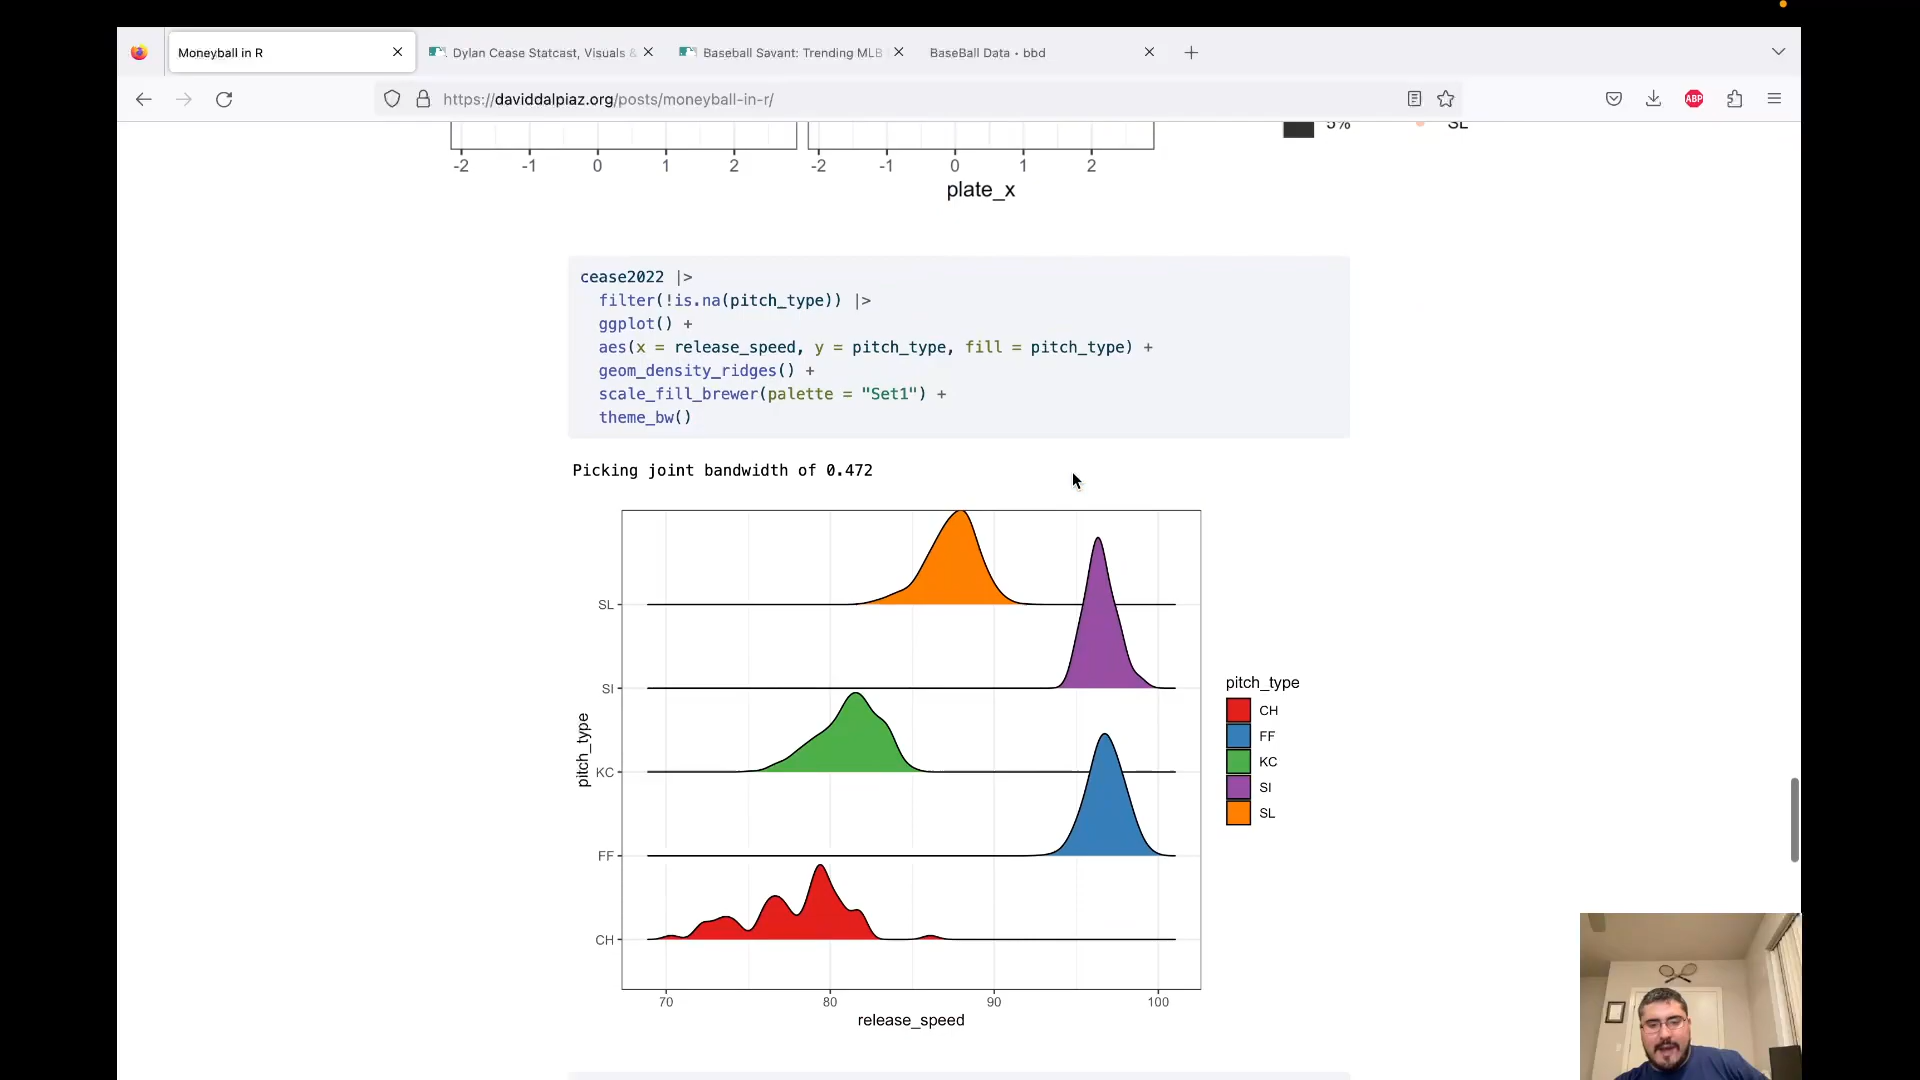 Moneyball in R
Dylan Cease Statcast, Visuals &
Baseball Savant: Trending MLB
BaseBall Data • bbd
https://daviddalpiaz.org/posts/moneyball-in-r/
ABP
5%
SL
-2 -1 0 1 2 -2 -1 0 1 2
plate_x
cease2022 |>
filter(!is.na(pitch_type)) |>
ggplot() +
aes(x = release_speed, y = pitch_type, fill = pitch_type) +
geom_density_ridges() +
scale_fill_brewer(palette = "Set1") +
theme_bw()
Picking joint bandwidth of 0.472
SL
SI
KC
FF
CH
pitch_type
70 80 90 100
release_speed
pitch_type
CH
FF
KC
SI
SL